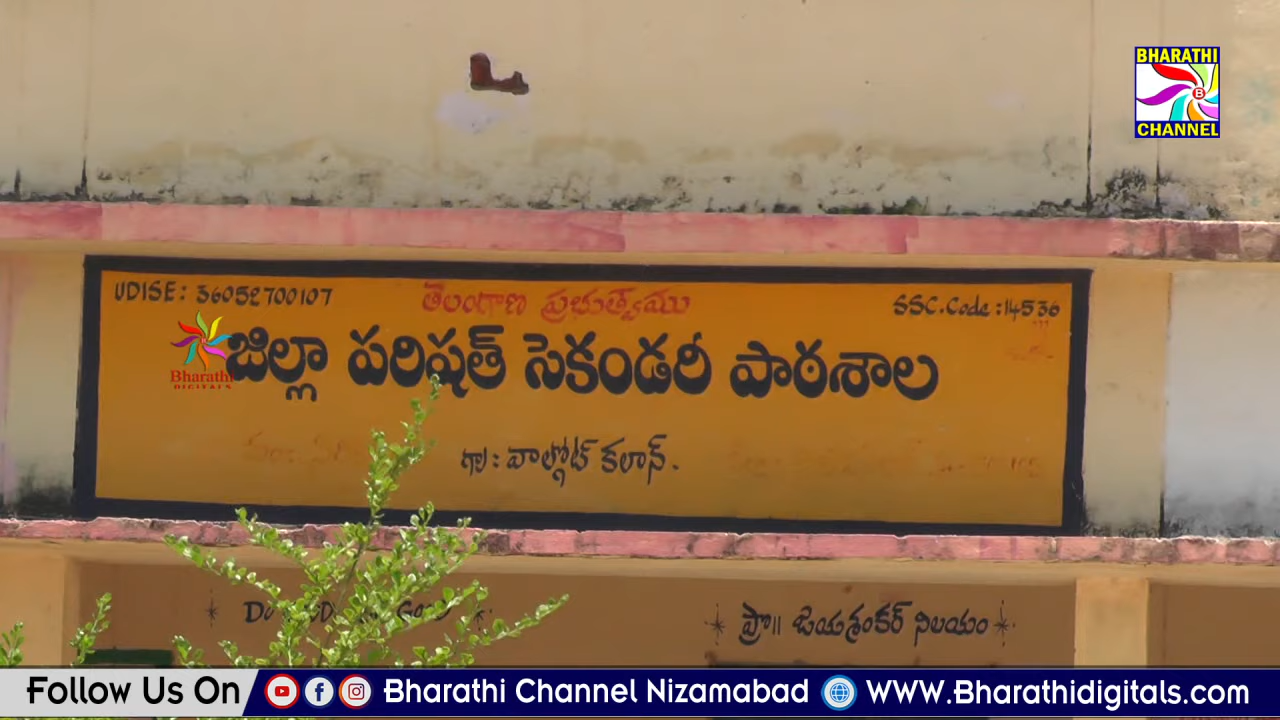 BHARATHI
CHANNEL
UDISE: 36052700107
తెలంగాణ ప్రభుత్వము
SSC.Code:14536
జిల్లా పరిషత్ సెకండరీ పాఠశాల
Bharathi
DIGITALS
గ్రా: వాల్గోట్ కలాన్.
ప్రొ॥ జయశంకర్ నిలయం
Follow Us On Bharathi Channel Nizamabad WWW.Bharathidigitals.com